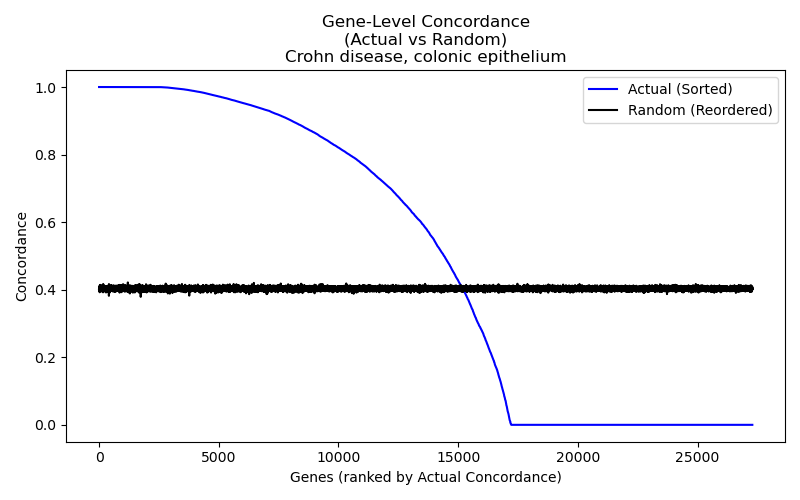 Gene-Level Concordance
(Actual vs Random)
Crohn disease, colonic epithelium
Actual (Sorted)
Random (Reordered)
Concordance
1.0
0.8
0.6
0.4
0.2
0.0
0 5000 10000 15000 20000 25000
Genes (ranked by Actual Concordance)